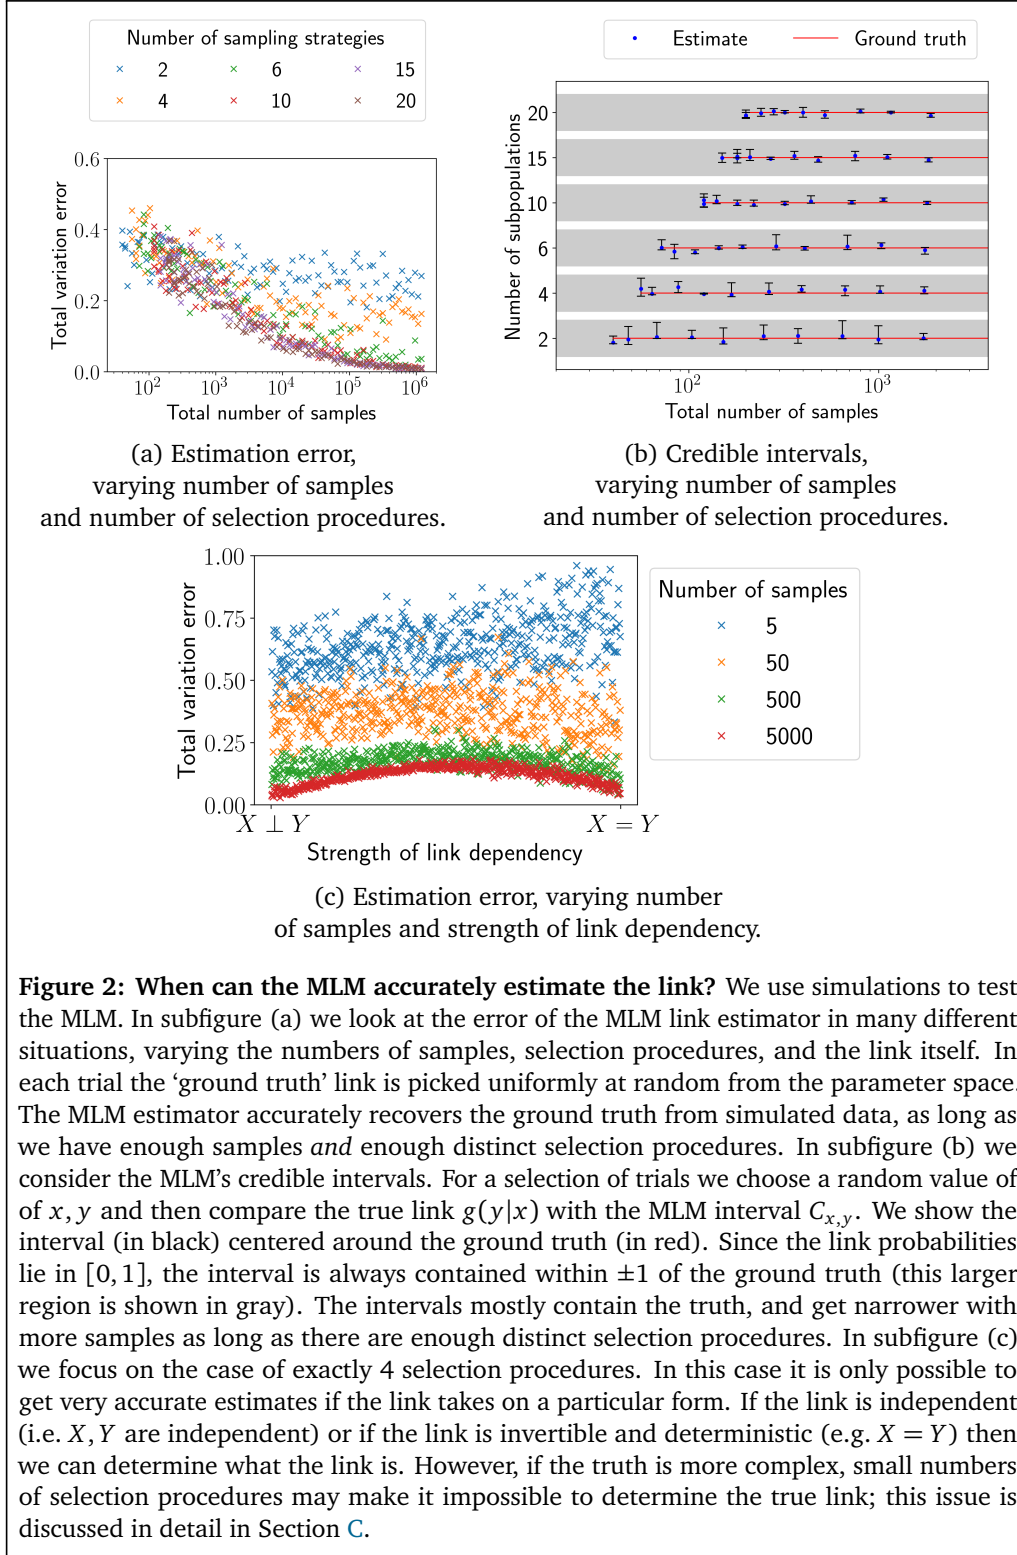 Number of sampling strategies
2 6 15
4 10 20
Total variation error
0.6
0.4
0.2
0.0
10² 10³ 10⁴ 10⁵ 10⁶
Total number of samples
(a) Estimation error,
varying number of samples
and number of selection procedures.
Estimate Ground truth
Number of subpopulations
20
15
10
6
4
2
10² 10³
Total number of samples
(b) Credible intervals,
varying number of samples
and number of selection procedures.
Total variation error
1.00
0.75
0.50
0.25
0.00
X ⊥ Y X = Y
Strength of link dependency
Number of samples
5
50
500
5000
(c) Estimation error, varying number
of samples and strength of link dependency.
Figure 2: When can the MLM accurately estimate the link? We use simulations to test
the MLM. In subfigure (a) we look at the error of the MLM link estimator in many different
situations, varying the numbers of samples, selection procedures, and the link itself. In
each trial the ‘ground truth’ link is picked uniformly at random from the parameter space.
The MLM estimator accurately recovers the ground truth from simulated data, as long as
we have enough samples and enough distinct selection procedures. In subfigure (b) we
consider the MLM’s credible intervals. For a selection of trials we choose a random value of
of x, y and then compare the true link g(y|x) with the MLM interval Cₓ,ᵧ. We show the
interval (in black) centered around the ground truth (in red). Since the link probabilities
lie in [0, 1], the interval is always contained within ±1 of the ground truth (this larger
region is shown in gray). The intervals mostly contain the truth, and get narrower with
more samples as long as there are enough distinct selection procedures. In subfigure (c)
we focus on the case of exactly 4 selection procedures. In this case it is only possible to
get very accurate estimates if the link takes on a particular form. If the link is independent
(i.e. X, Y are independent) or if the link is invertible and deterministic (e.g. X = Y) then
we can determine what the link is. However, if the truth is more complex, small numbers
of selection procedures may make it impossible to determine the true link; this issue is
discussed in detail in Section C.